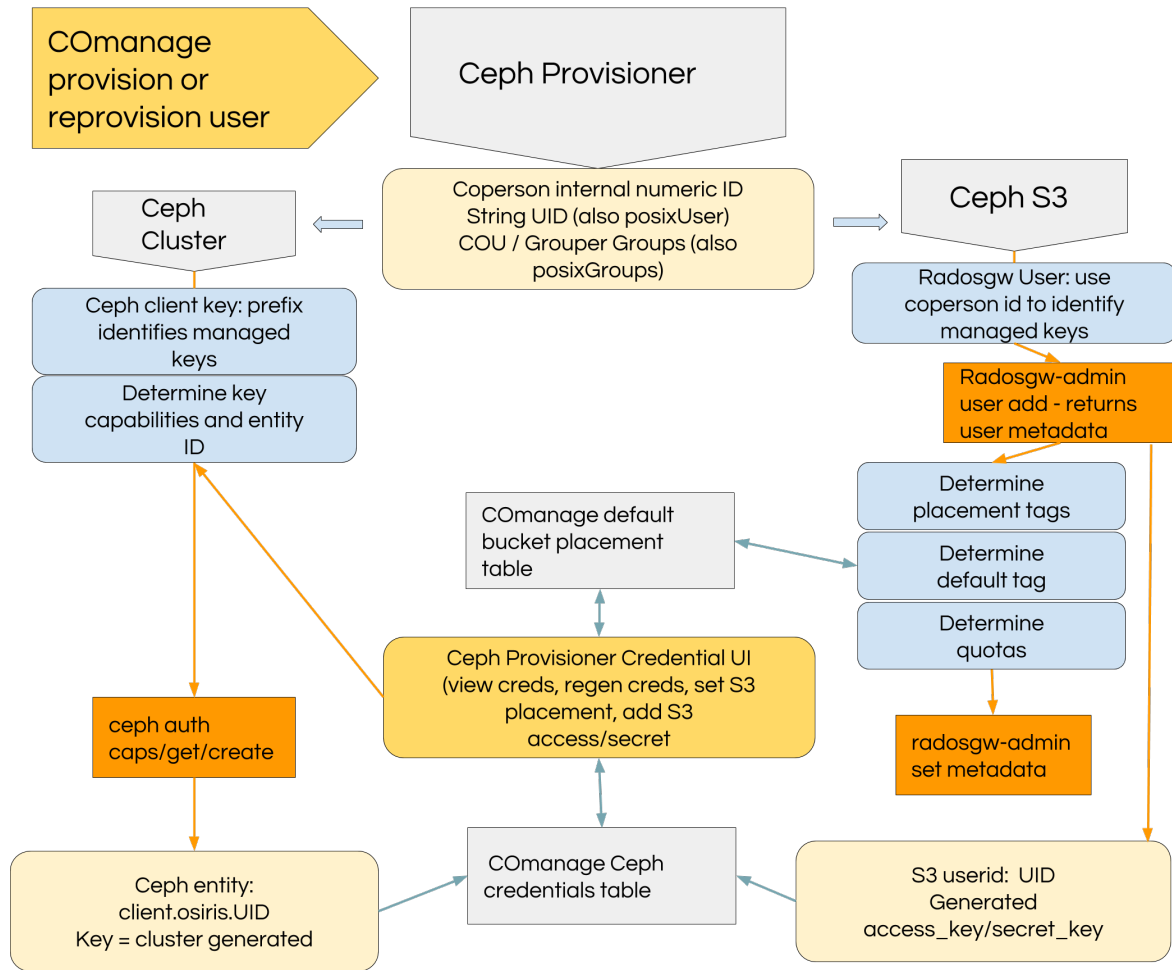 COmanage
provision or
reprovision user
Ceph Provisioner
Coperson internal numeric ID
String UID (also posixUser)
COU / Grouper Groups (also
posixGroups)
Ceph
Cluster
Ceph S3
Ceph client key: prefix
identifies managed
keys
Determine key
capabilities and entity
ID
Radosgw User: use
coperson id to identify
managed keys
Radosgw-admin
user add - returns
user metadata
Determine
placement tags
Determine
default tag
Determine
quotas
COmanage default
bucket placement
table
Ceph Provisioner Credential UI
(view creds, regen creds, set S3
placement, add S3
access/secret
ceph auth
caps/get/create
radosgw-admin
set metadata
Ceph entity:
client.osiris.UID
Key = cluster generated
COmanage Ceph
credentials table
S3 userid:  UID
Generated
access_key/secret_key